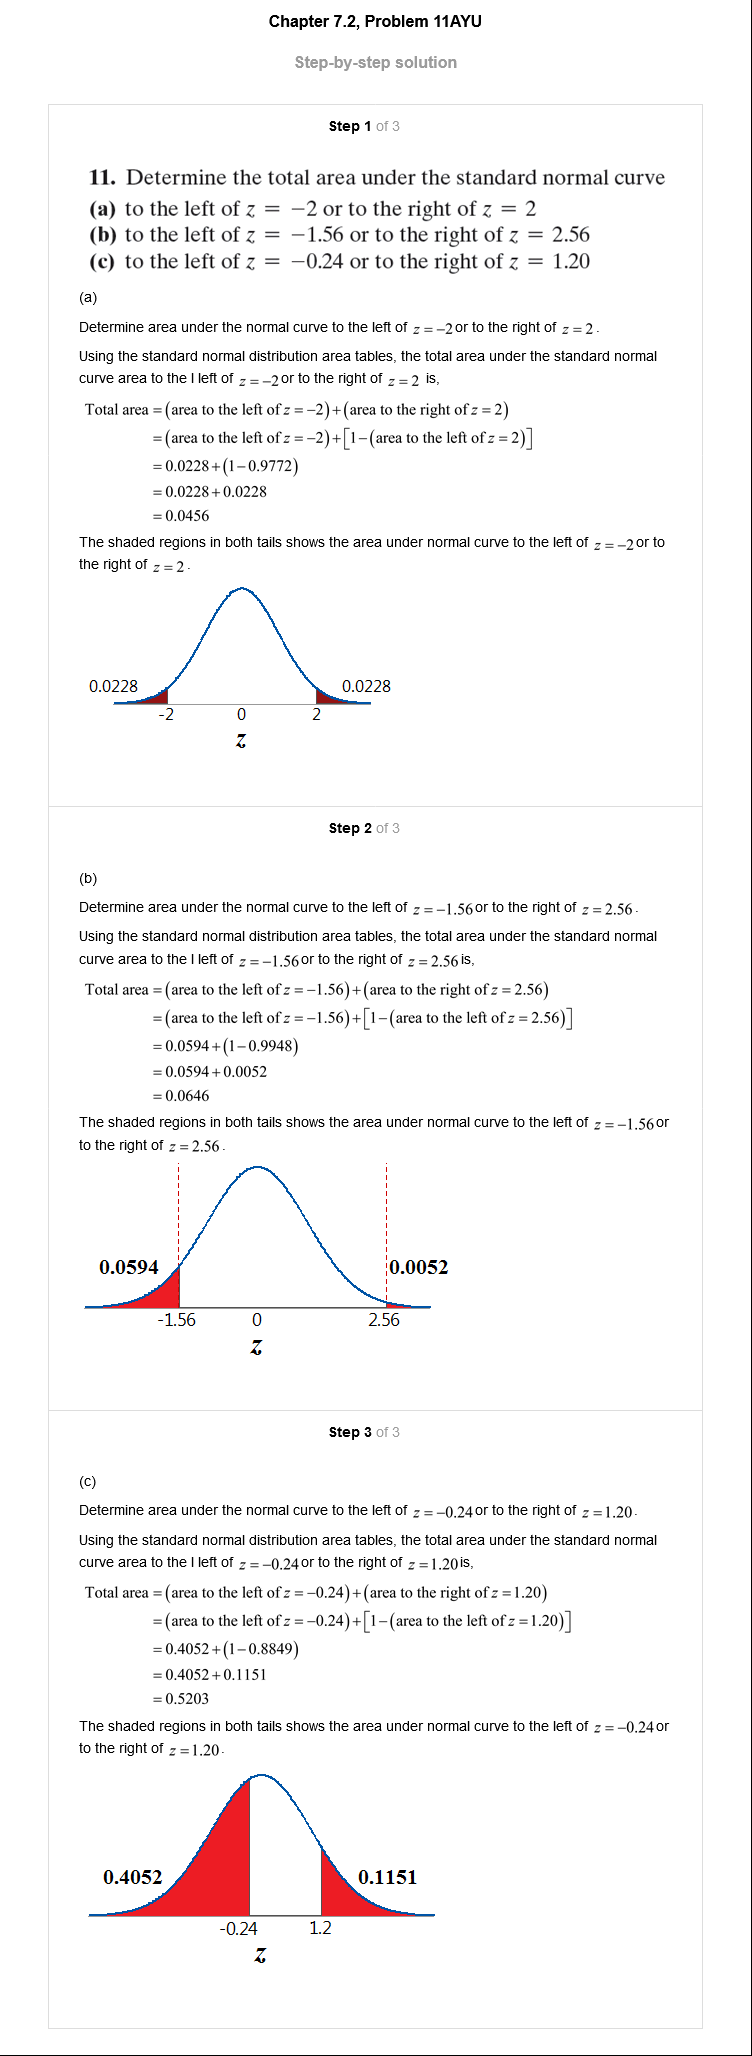 Chapter 7.2, Problem 11AYU
Step-by-step solution
Step 1 of 3
11. Determine the total area under the standard normal curve
(a) to the left of z = −2 or to the right of z = 2
(b) to the left of z = −1.56 or to the right of z = 2.56
(c) to the left of z = −0.24 or to the right of z = 1.20
(a)
Determine area under the normal curve to the left of z = −2 or to the right of z = 2.
Using the standard normal distribution area tables, the total area under the standard normal
curve area to the l left of z = −2 or to the right of z = 2 is,
Total area = (area to the left of z = −2) + (area to the right of z = 2)
= (area to the left of z = −2) + [1 − (area to the left of z = 2)]
= 0.0228 + (1 − 0.9772)
= 0.0228 + 0.0228
= 0.0456
The shaded regions in both tails shows the area under normal curve to the left of z = −2 or to
the right of z = 2.
0.0228 0.0228
-2 0 2
z
Step 2 of 3
(b)
Determine area under the normal curve to the left of z = −1.56 or to the right of z = 2.56.
Using the standard normal distribution area tables, the total area under the standard normal
curve area to the l left of z = −1.56 or to the right of z = 2.56 is,
Total area = (area to the left of z = −1.56) + (area to the right of z = 2.56)
= (area to the left of z = −1.56) + [1 − (area to the left of z = 2.56)]
= 0.0594 + (1 − 0.9948)
= 0.0594 + 0.0052
= 0.0646
The shaded regions in both tails shows the area under normal curve to the left of z = −1.56 or
to the right of z = 2.56.
0.0594 0.0052
-1.56 0 2.56
z
Step 3 of 3
(c)
Determine area under the normal curve to the left of z = −0.24 or to the right of z = 1.20.
Using the standard normal distribution area tables, the total area under the standard normal
curve area to the l left of z = −0.24 or to the right of z = 1.20 is,
Total area = (area to the left of z = −0.24) + (area to the right of z = 1.20)
= (area to the left of z = −0.24) + [1 − (area to the left of z = 1.20)]
= 0.4052 + (1 − 0.8849)
= 0.4052 + 0.1151
= 0.5203
The shaded regions in both tails shows the area under normal curve to the left of z = −0.24 or
to the right of z = 1.20.
0.4052 0.1151
-0.24 1.2
z